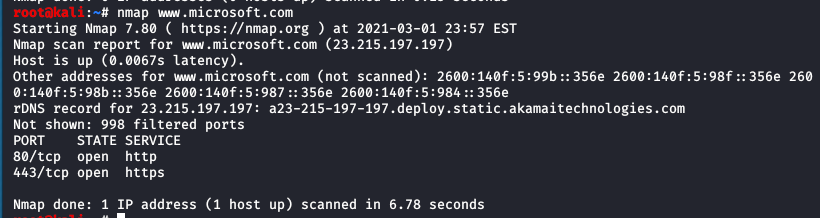 root@kali:~# nmap www.microsoft.com
Starting Nmap 7.80 ( https://nmap.org ) at 2021-03-01 23:57 EST
Nmap scan report for www.microsoft.com (23.215.197.197)
Host is up (0.0067s latency).
Other addresses for www.microsoft.com (not scanned): 2600:140f:5:99b::356e 2600:140f:5:98f::356e 260
0:140f:5:98b::356e 2600:140f:5:987::356e 2600:140f:5:984::356e
rDNS record for 23.215.197.197: a23-215-197-197.deploy.static.akamaitechnologies.com
Not shown: 998 filtered ports
PORT    STATE SERVICE
80/tcp  open  http
443/tcp open  https
Nmap done: 1 IP address (1 host up) scanned in 6.78 seconds
root@kali:~#